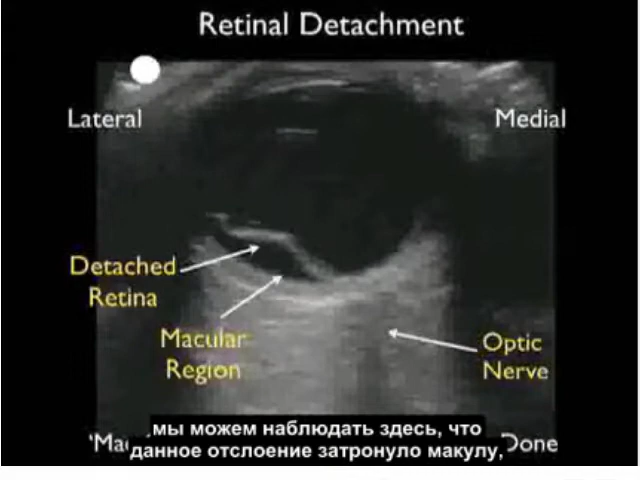 Retinal Detachment
Lateral
Medial
Detached
Retina
Macular
Region
Optic
Nerve
мы можем наблюдать здесь, что
данное отслоение затронуло макулу,
Done